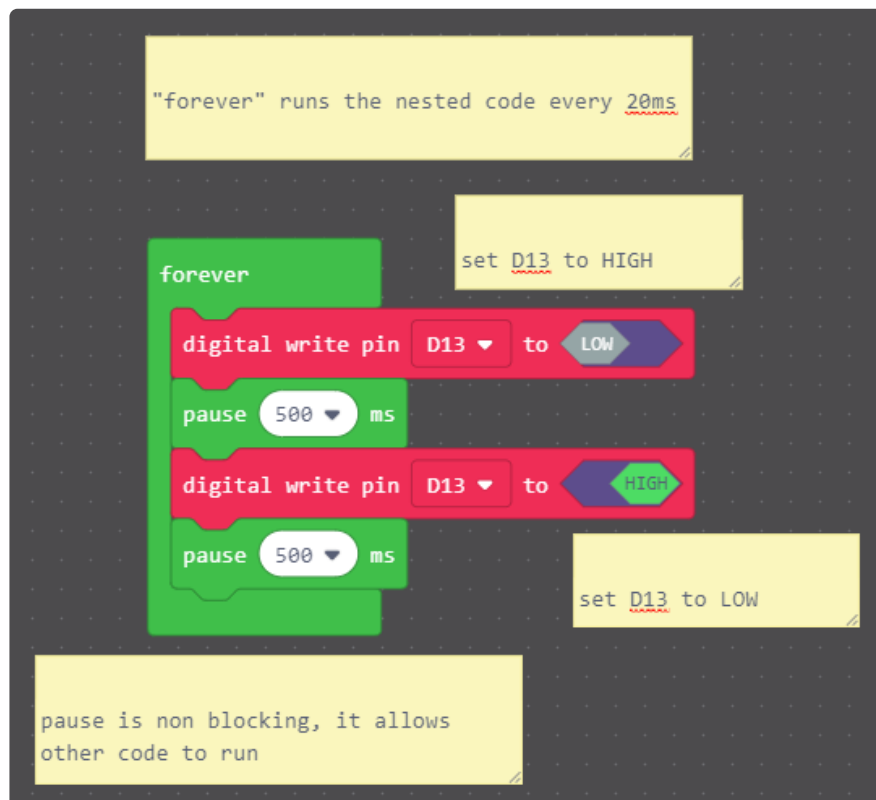 "forever" runs the nested code every 20ms
set D13 to HIGH
forever
digital write pin D13 to LOW
pause 500 ms
digital write pin D13 to HIGH
pause 500 ms
set D13 to LOW
pause is non blocking, it allows
other code to run